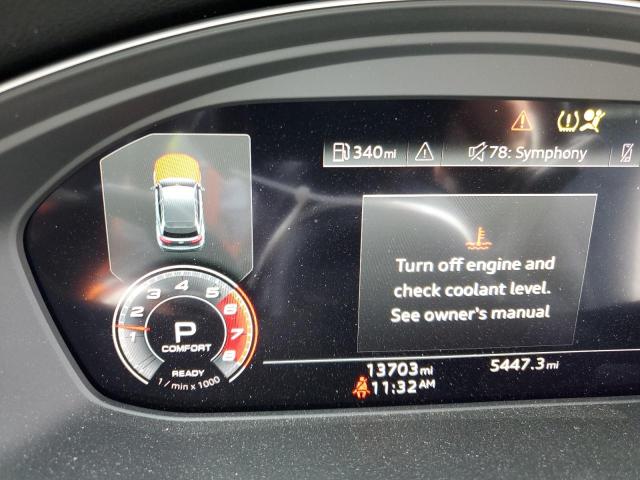 340mi
78: Symphony
Turn off engine and
check coolant level.
See owner's manual
1 2 3 4 5 6 7 8
P
COMFORT
READY
1 / min x 1000
13703mi
5447.3mi
11:32AM